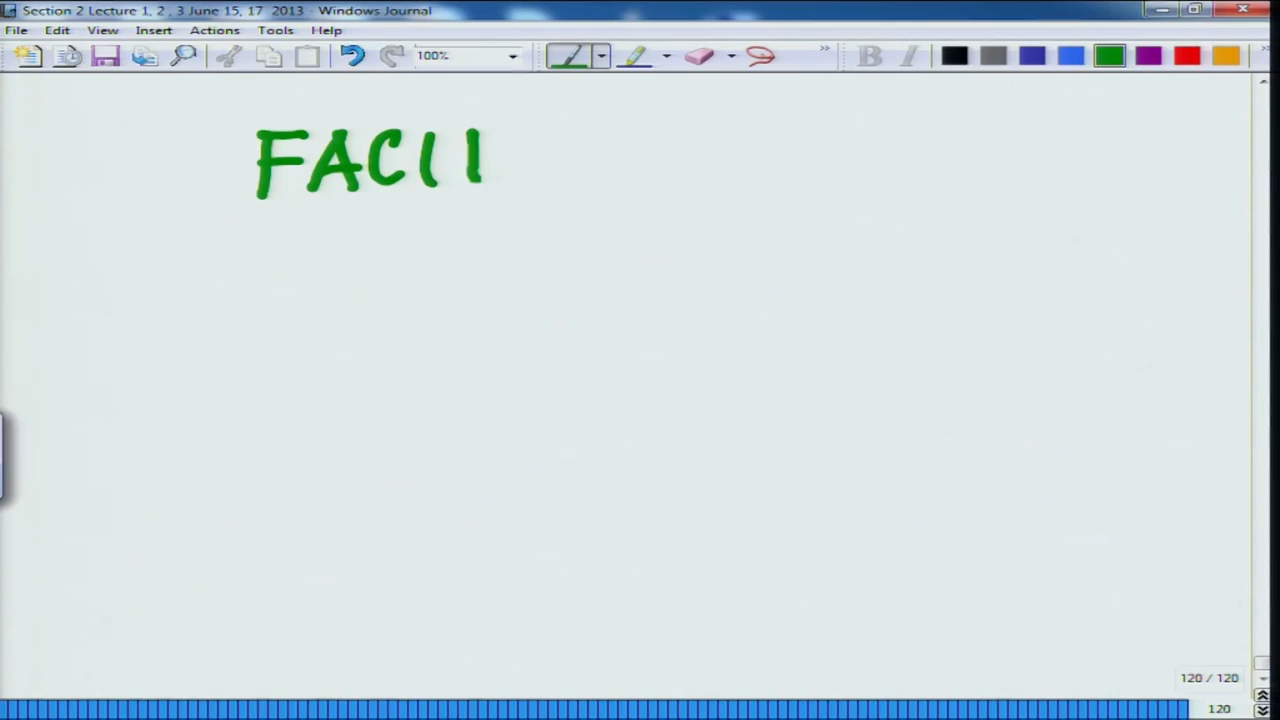 Section 2 Lecture 1, 2 , 3 June 15, 17 2013 - Windows Journal
File Edit View Insert Actions Tools Help
100% B I
FACI I
120 / 120
120